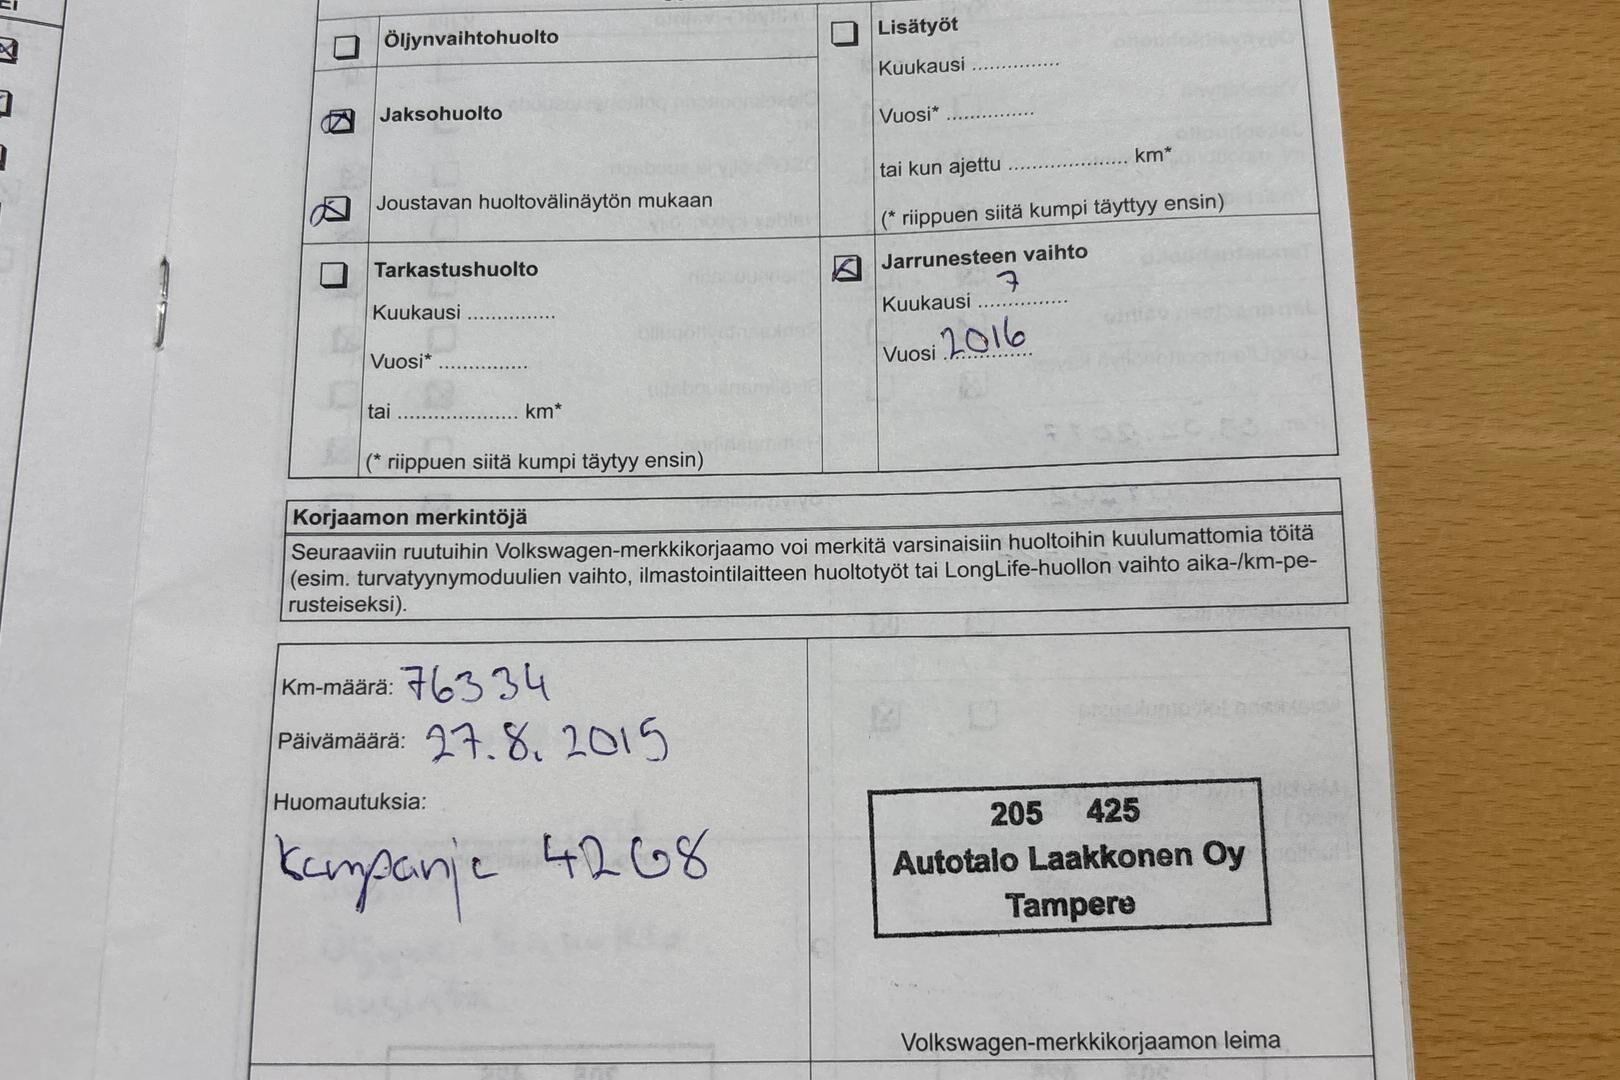 Öljynvaihtohuolto
Jaksohuolto
Joustavan huoltovälinäytön mukaan
Lisätyöt
Kuukausi ...............
Vuosi* ...............
tai kun ajettu .................... km*
(* riippuen siitä kumpi täyttyy ensin)
Tarkastushuolto
Kuukausi ...............
Vuosi* ...............
tai .................... km*
(* riippuen siitä kumpi täytyy ensin)
Jarrunesteen vaihto
Kuukausi 7
Vuosi 2016
Korjaamon merkintöjä
Seuraaviin ruutuihin Volkswagen-merkkikorjaamo voi merkitä varsinaisiin huoltoihin kuulumattomia töitä
(esim. turvatyynymoduulien vaihto, ilmastointilaitteen huoltotyöt tai LongLife-huollon vaihto aika-/km-pe-
rusteiseksi).
Km-määrä: 76334
Päivämäärä: 27.8. 2015
Huomautuksia:
Kampanja 42G8
205 425
Autotalo Laakkonen Oy
Tampere
Volkswagen-merkkikorjaamon leima